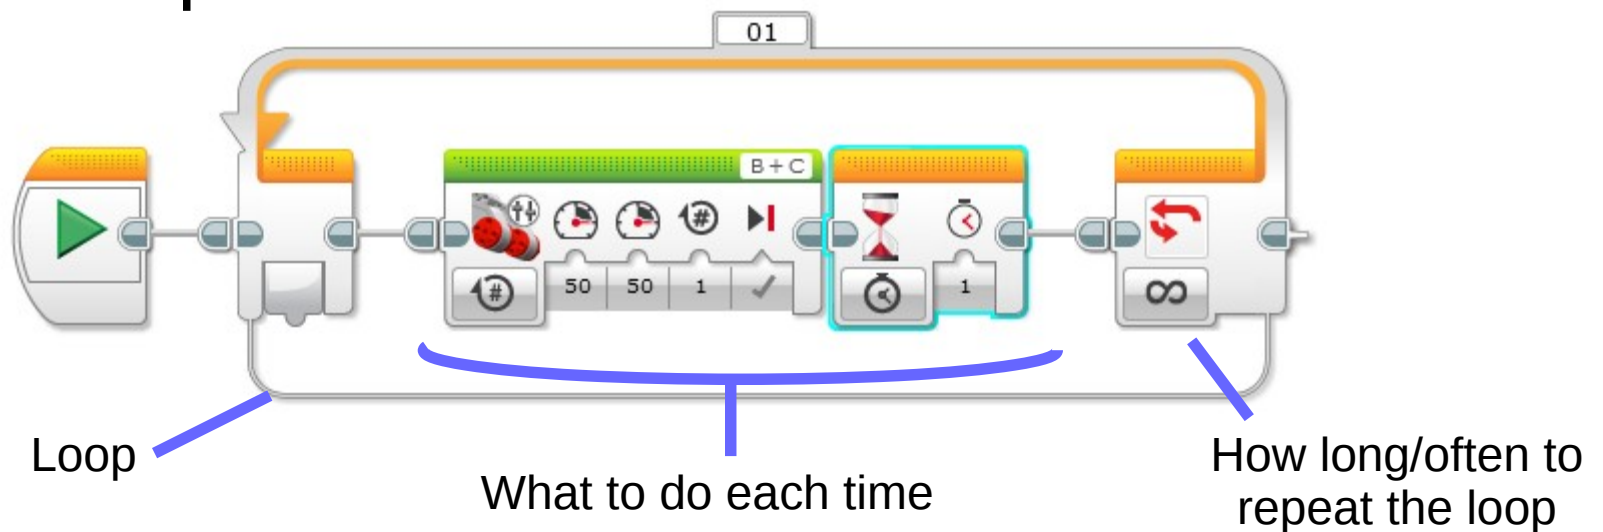 01
B + C
#
50 50 1
#
1
∞
Loop
What to do each time
How long/often to
repeat the loop